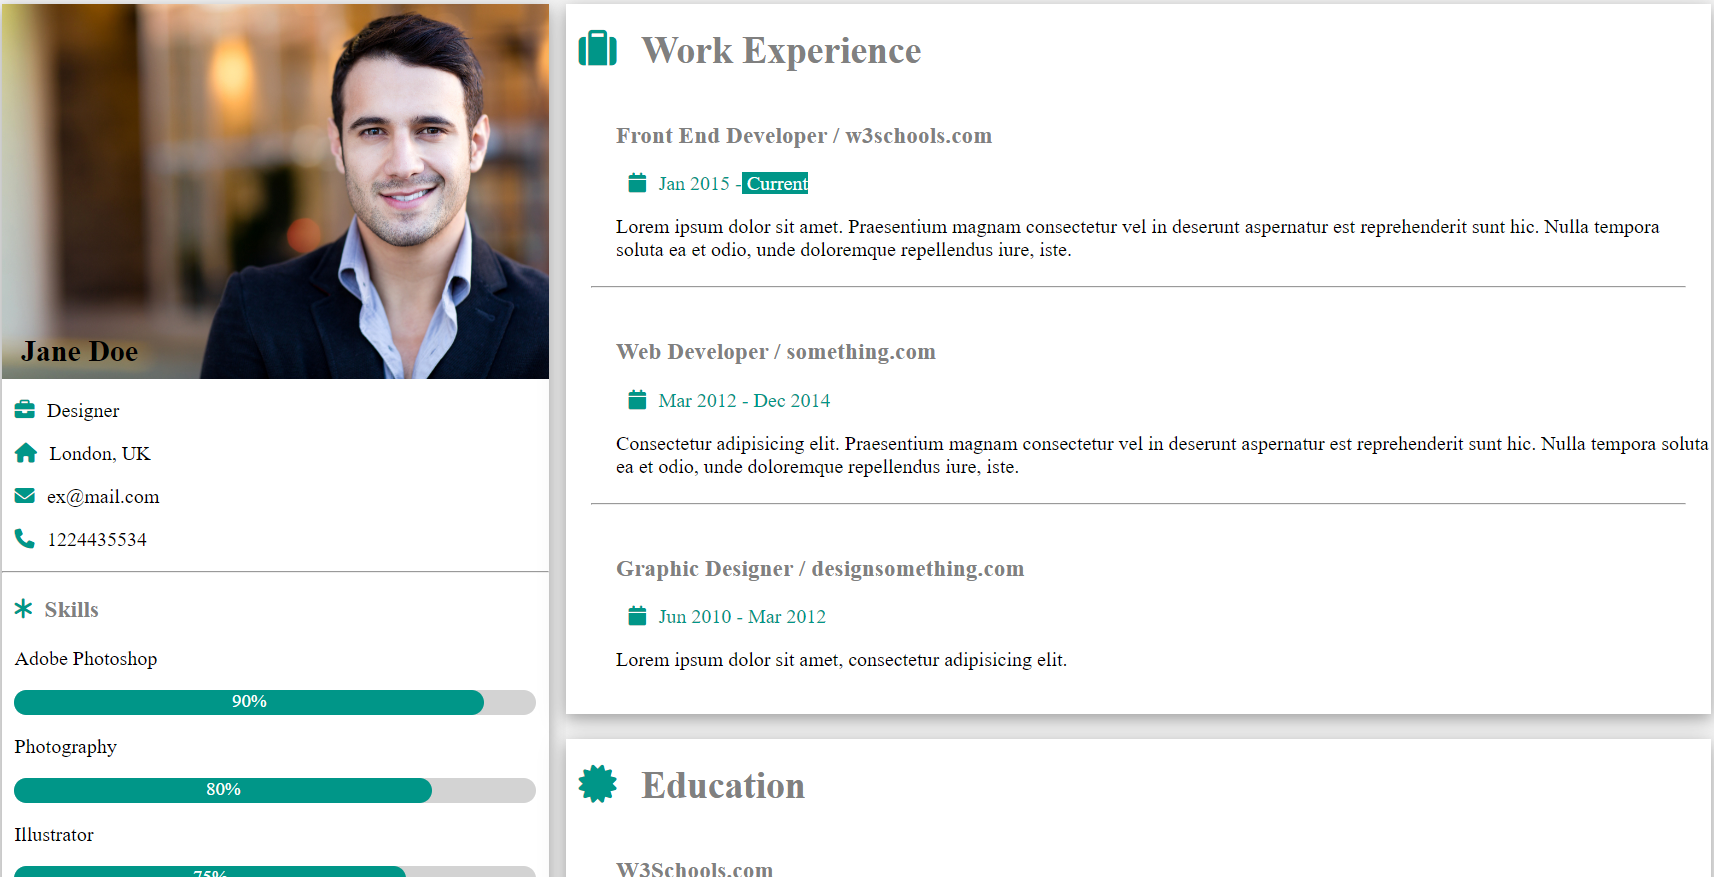 Jane Doe
Designer
London, UK
ex@mail.com
1224435534
Skills
Adobe Photoshop
90%
Photography
80%
Illustrator
75%
Work Experience
Front End Developer / w3schools.com
Jan 2015 - Current
Lorem ipsum dolor sit amet. Praesentium magnam consectetur vel in deserunt aspernatur est reprehenderit sunt hic. Nulla tempora
soluta ea et odio, unde doloremque repellendus iure, iste.
Web Developer / something.com
Mar 2012 - Dec 2014
Consectetur adipisicing elit. Praesentium magnam consectetur vel in deserunt aspernatur est reprehenderit sunt hic. Nulla tempora soluta
ea et odio, unde doloremque repellendus iure, iste.
Graphic Designer / designsomething.com
Jun 2010 - Mar 2012
Lorem ipsum dolor sit amet, consectetur adipisicing elit.
Education
W3Schools.com